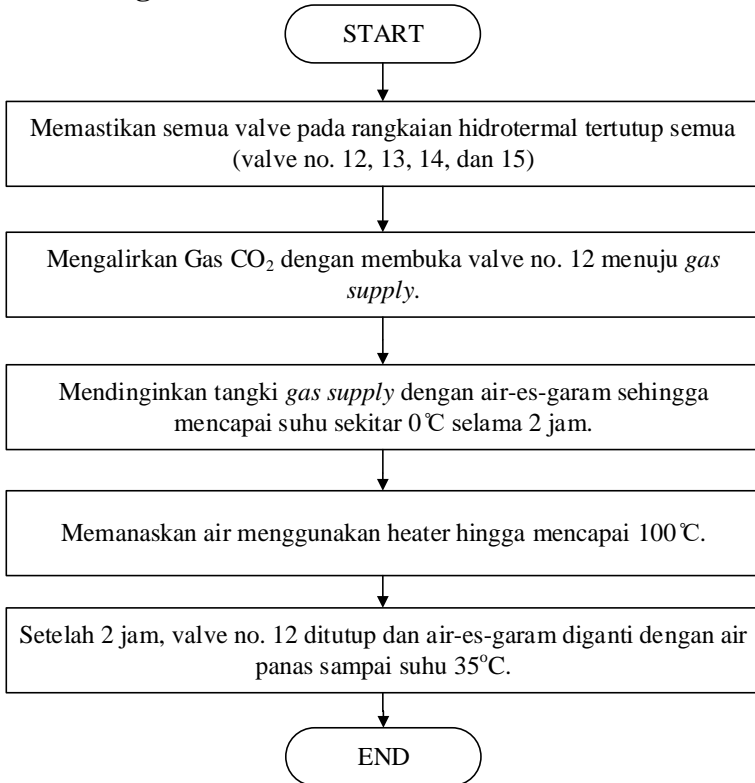 START
Memastikan semua valve pada rangkaian hidrotermal tertutup semua
(valve no. 12, 13, 14, dan 15)
Mengalirkan Gas CO₂ dengan membuka valve no. 12 menuju gas
supply.
Mendinginkan tangki gas supply dengan air-es-garam sehingga
mencapai suhu sekitar 0℃ selama 2 jam.
Memanaskan air menggunakan heater hingga mencapai 100℃.
Setelah 2 jam, valve no. 12 ditutup dan air-es-garam diganti dengan air
panas sampai suhu 35°C.
END